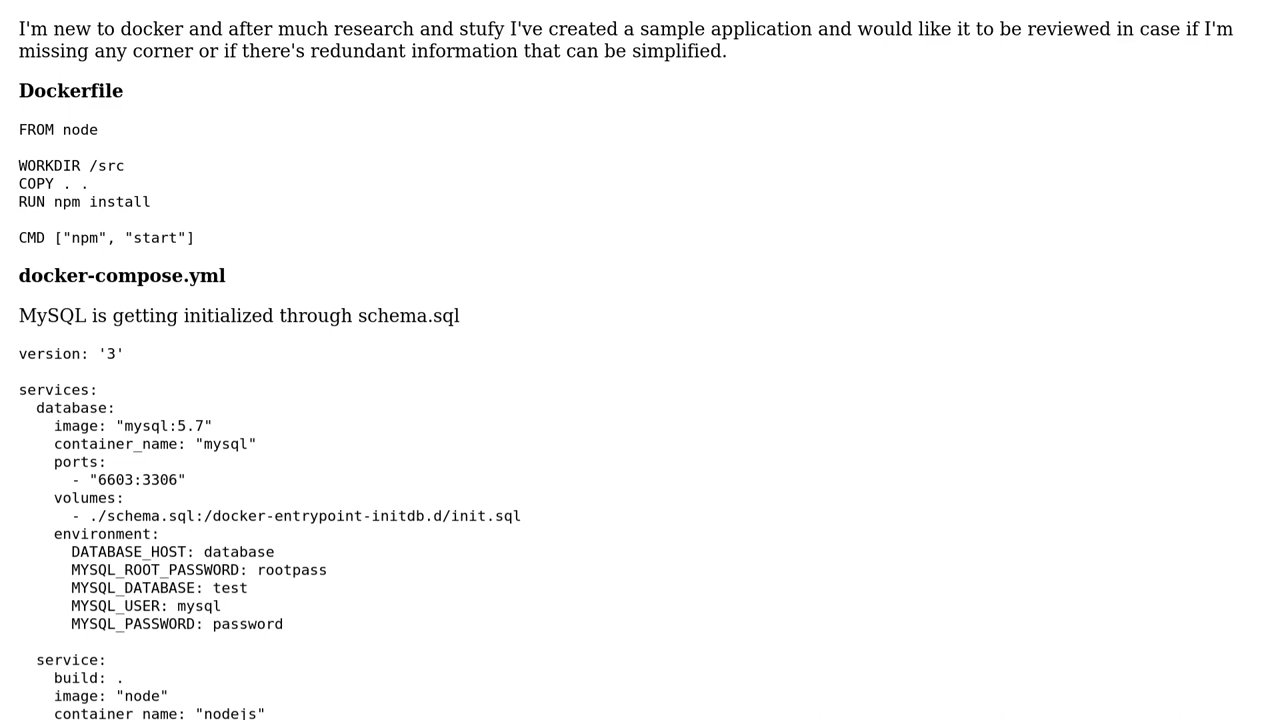 I'm new to docker and after much research and stufy I've created a sample application and would like it to be reviewed in case if I'm
missing any corner or if there's redundant information that can be simplified.
Dockerfile
FROM node
WORKDIR /src
COPY . .
RUN npm install
CMD ["npm", "start"]
docker-compose.yml
MySQL is getting initialized through schema.sql
version: '3'
services:
  database:
    image: "mysql:5.7"
    container_name: "mysql"
    ports:
      - "6603:3306"
    volumes:
      - ./schema.sql:/docker-entrypoint-initdb.d/init.sql
    environment:
      DATABASE_HOST: database
      MYSQL_ROOT_PASSWORD: rootpass
      MYSQL_DATABASE: test
      MYSQL_USER: mysql
      MYSQL_PASSWORD: password
  service:
    build: .
    image: "node"
    container_name: "nodejs"